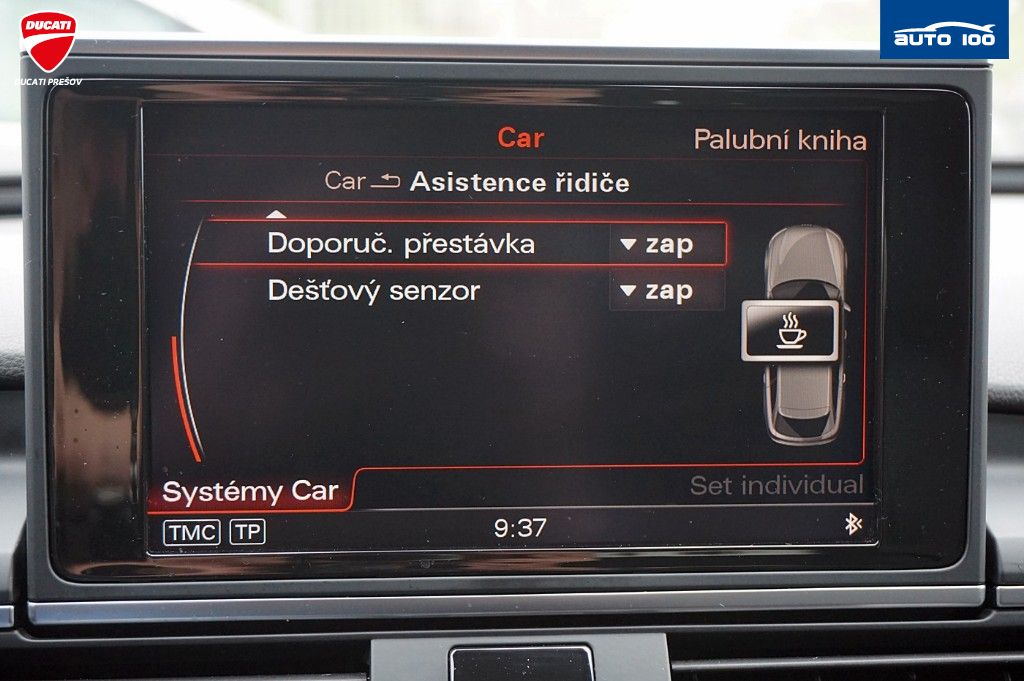 DUCATI
DUCATI PREŠOV
AUTO 100
Car
Palubní kniha
Car Asistence řidiče
Doporuč. přestávka zap
Dešťový senzor zap
Systémy Car
Set individual
TMC TP 9:37